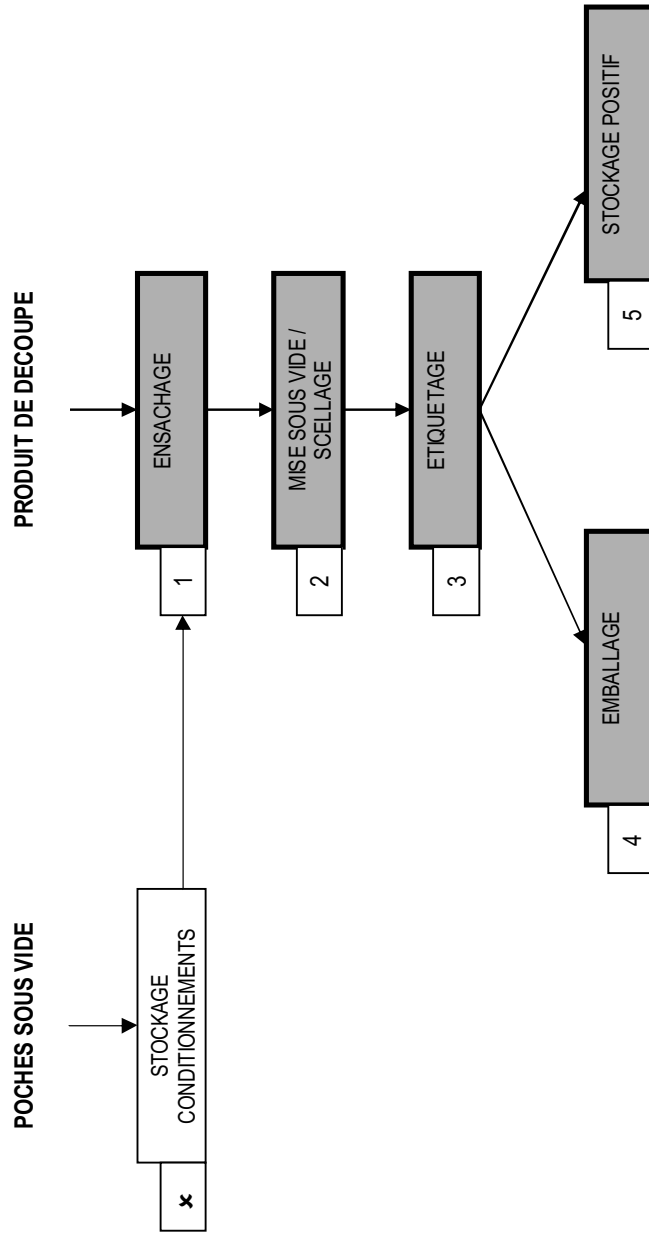 POCHES SOUS VIDE
PRODUIT DE DECOUPE
STOCKAGE
CONDITIONNEMENTS
x
ENSACHAGE
1
MISE SOUS VIDE /
SCELLAGE
2
ETIQUETAGE
3
EMBALLAGE
4
STOCKAGE POSITIF
5